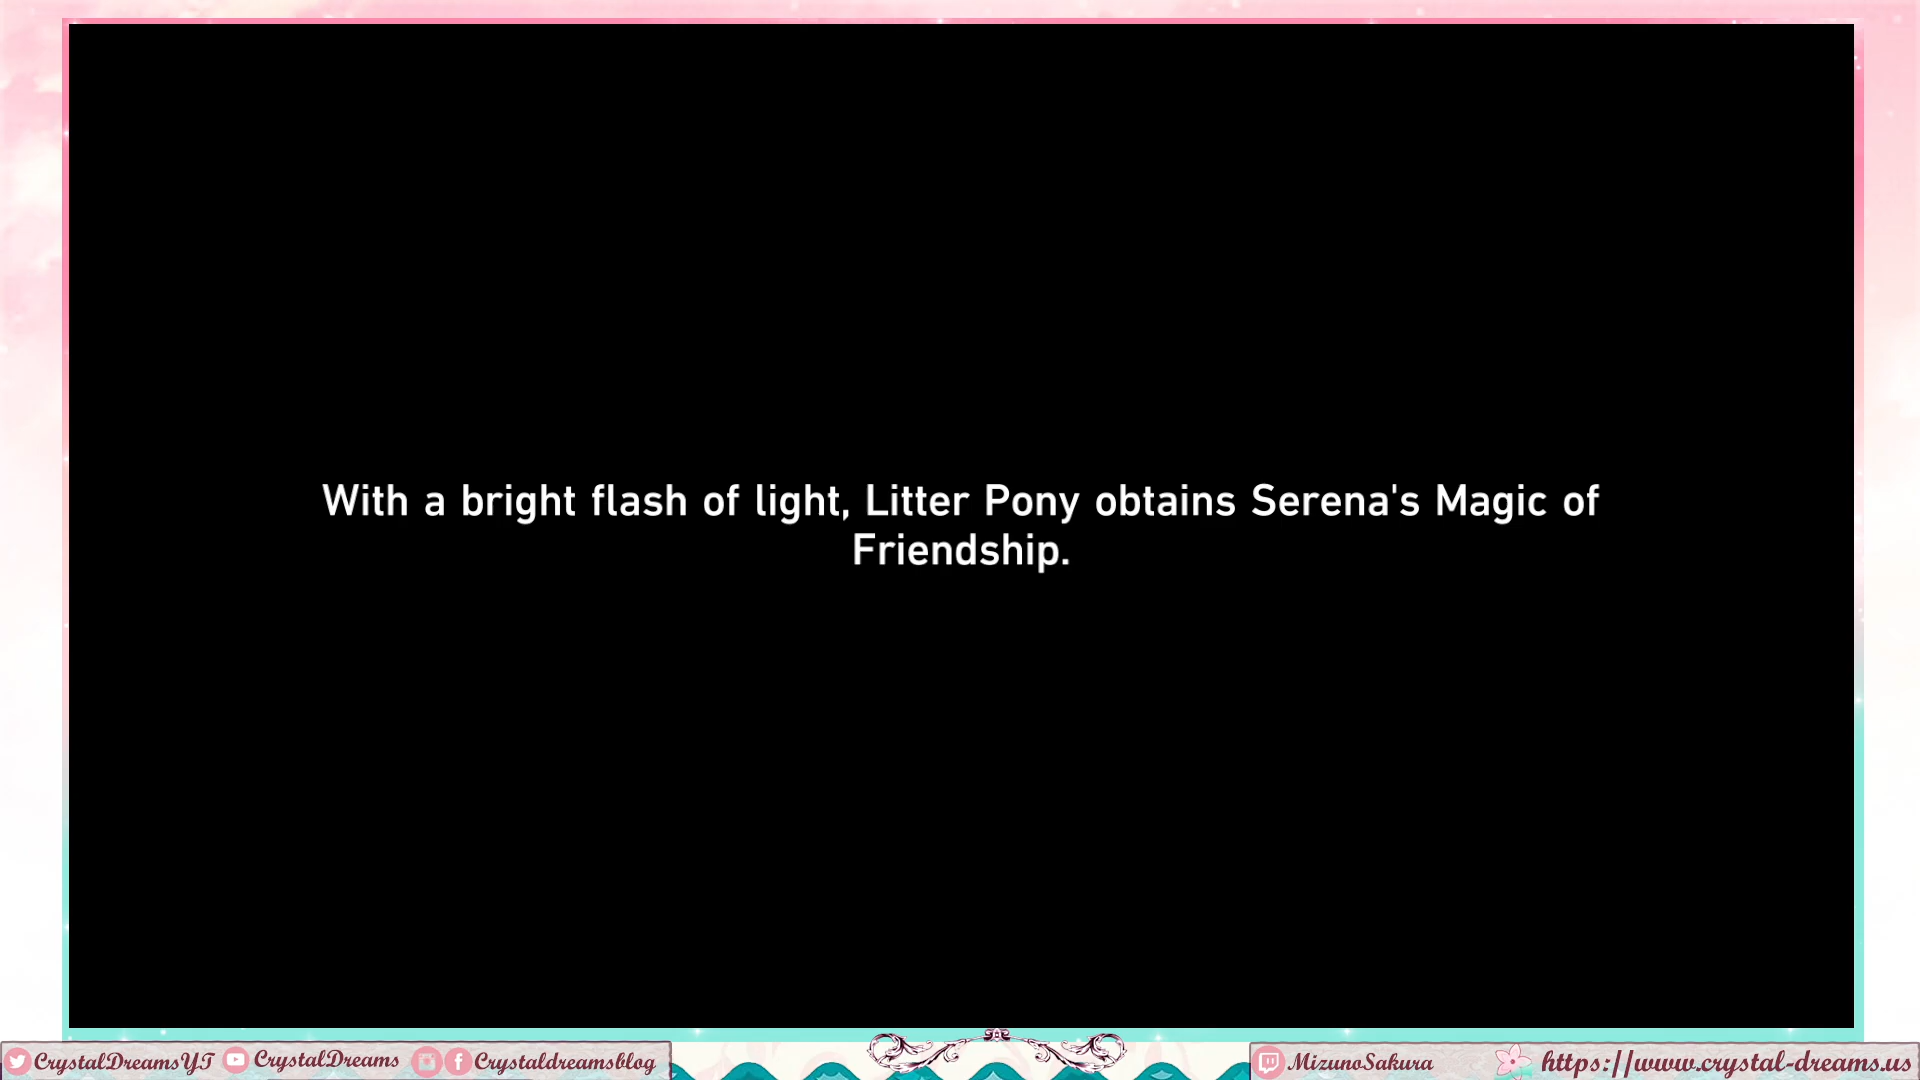 With a bright flash of light, Litter Pony obtains Serena's Magic of
Friendship.
CrystalDreamsYT CrystalDreams Crystaldreamsblog MizunoSakura https://www.crystal-dreams.us